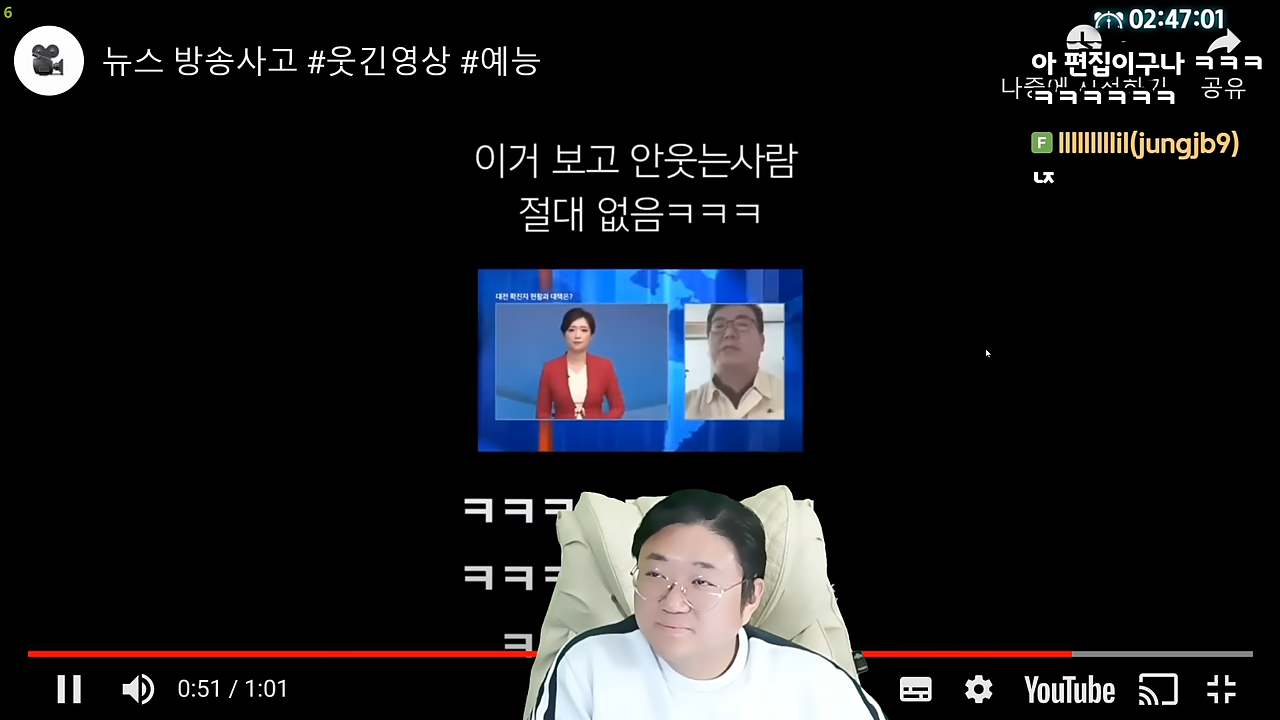 6
02:47:01
뉴스 방송사고 #웃긴영상 #예능
아 편집이구나 ㅋㅋㅋ
ㅋㅋㅋㅋㅋㅋ
공유
F llllllllllil(jungjb9)
ㄴㅈ
이거 보고 안웃는사람
절대 없음ㅋㅋㅋ
대전 확진자 현황과 대책은?
ㅋㅋㅋ
ㅋㅋㅋ
ㅋ
0:51 / 1:01
YouTube